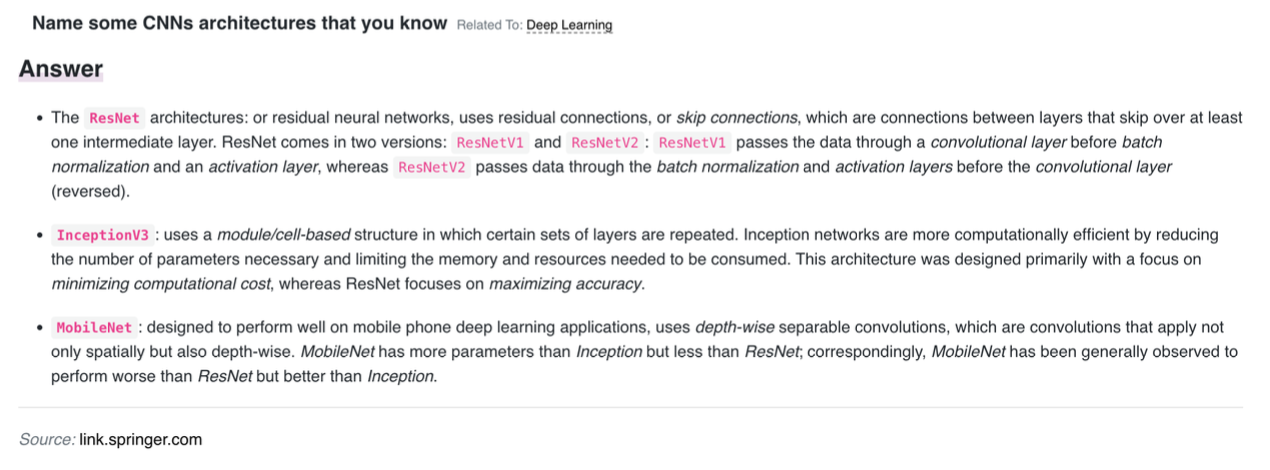 Name some CNNs architectures that you know Related To: Deep Learning
Answer
• The ResNet architectures: or residual neural networks, uses residual connections, or skip connections, which are connections between layers that skip over at least
one intermediate layer. ResNet comes in two versions: ResNetV1 and ResNetV2 : ResNetV1 passes the data through a convolutional layer before batch
normalization and an activation layer, whereas ResNetV2 passes data through the batch normalization and activation layers before the convolutional layer
(reversed).
• InceptionV3 : uses a module/cell-based structure in which certain sets of layers are repeated. Inception networks are more computationally efficient by reducing
the number of parameters necessary and limiting the memory and resources needed to be consumed. This architecture was designed primarily with a focus on
minimizing computational cost, whereas ResNet focuses on maximizing accuracy.
• MobileNet : designed to perform well on mobile phone deep learning applications, uses depth-wise separable convolutions, which are convolutions that apply not
only spatially but also depth-wise. MobileNet has more parameters than Inception but less than ResNet; correspondingly, MobileNet has been generally observed to
perform worse than ResNet but better than Inception.
Source: link.springer.com